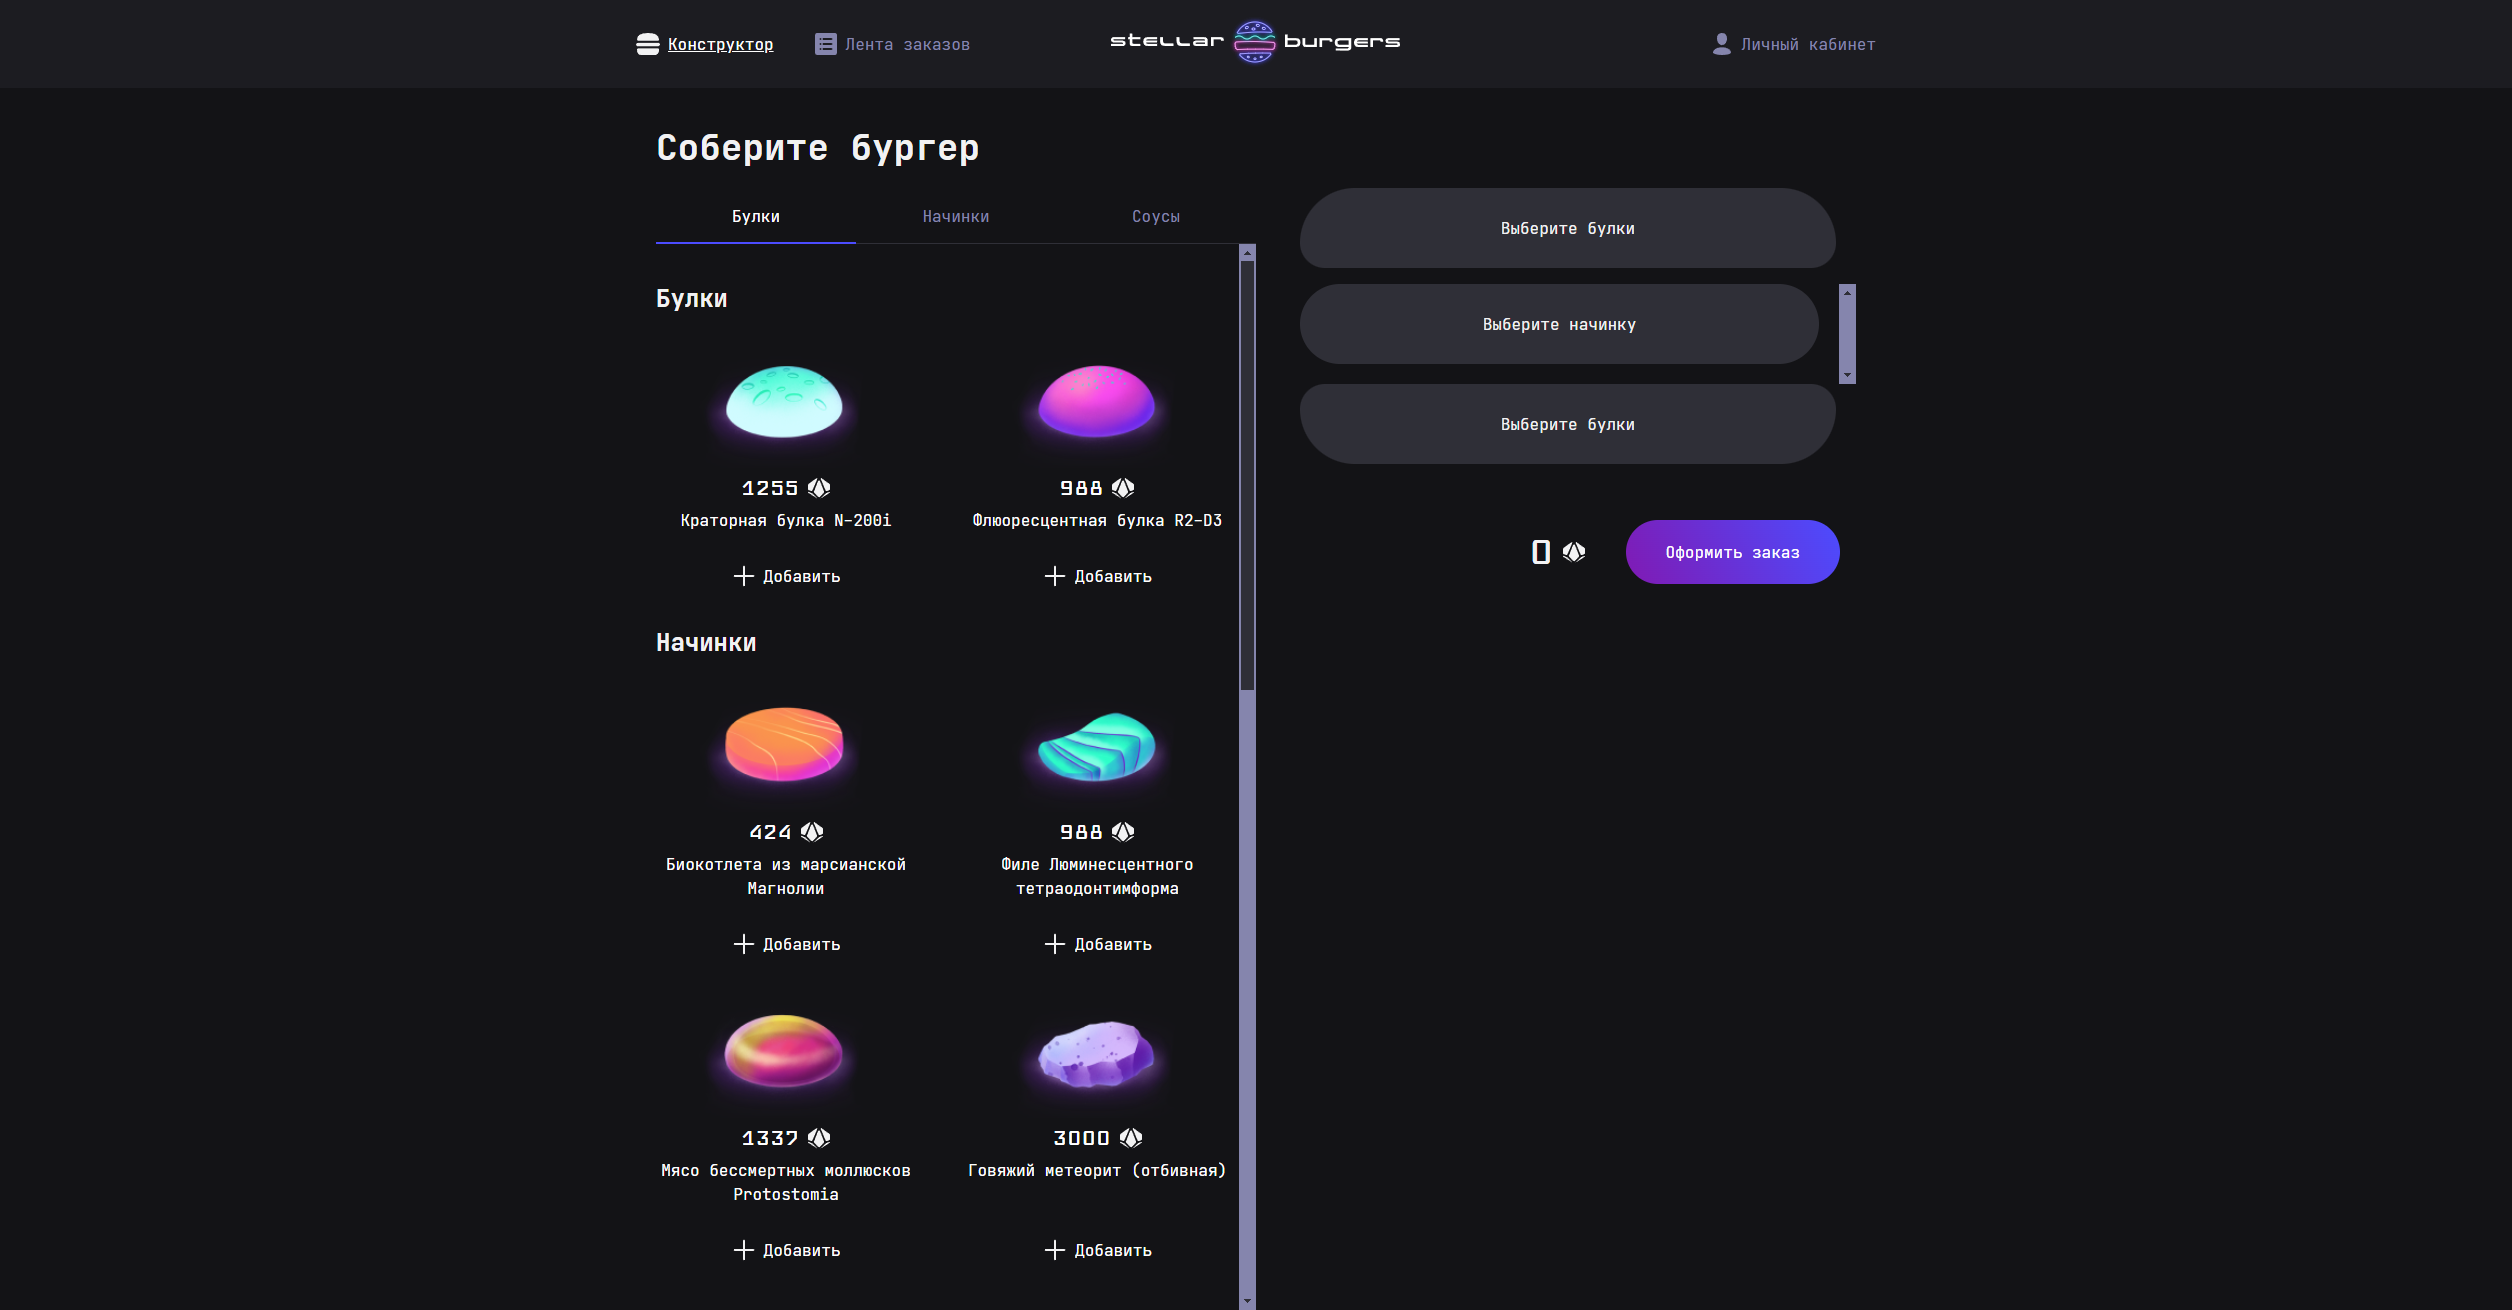 Конструктор
Лента заказов
stellar burgers
Личный кабинет
Соберите бургер
Булки
Начинки
Соусы
Булки
1255
Краторная булка N-200i
Добавить
988
Флюоресцентная булка R2-D3
Добавить
Начинки
424
Биокотлета из марсианской
Магнолии
Добавить
988
Филе Люминесцентного
тетраодонтимформа
Добавить
1337
Мясо бессмертных моллюсков
Protostomia
Добавить
3000
Говяжий метеорит (отбивная)
Добавить
Выберите булки
Выберите начинку
Выберите булки
0
Оформить заказ